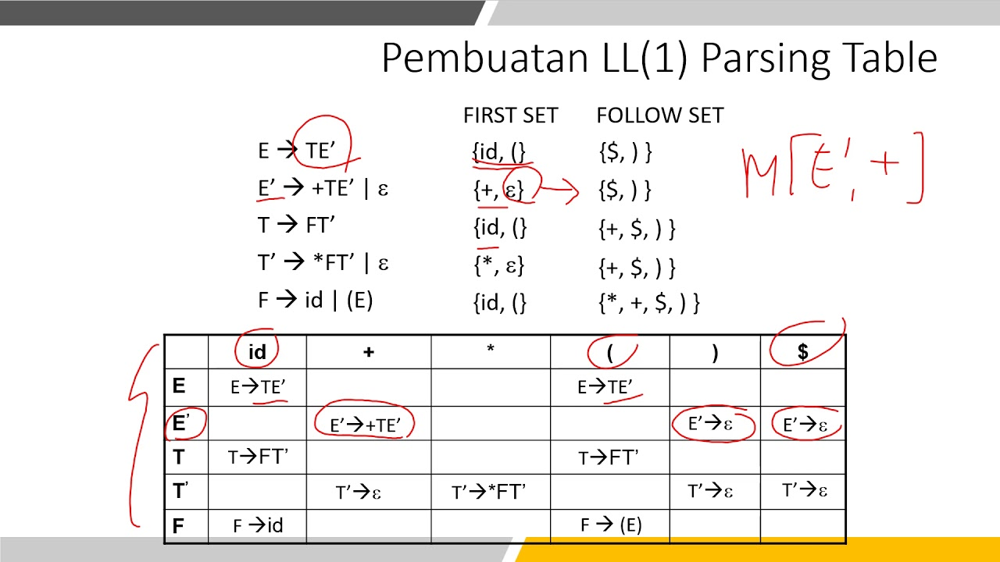 Pembuatan LL(1) Parsing Table
FIRST SET FOLLOW SET
E → TE’ {id, (} {$, ) }
E’ → +TE’ | ε {+, ε} {$, ) }
M[E’, +]
T → FT’ {id, (} {+, $, ) }
T’ → *FT’ | ε {*, ε} {+, $, ) }
F → id | (E) {id, (} {*, +, $, ) }
id + * ( ) $
E E→TE’ E→TE’
E’ E’→+TE’ E’→ε E’→ε
T T→FT’ T→FT’
T’ T’→ε T’→*FT’ T’→ε T’→ε
F F →id F → (E)